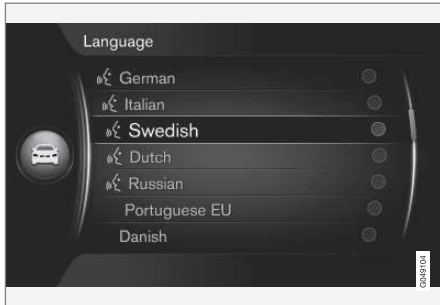 Language
German
Italian
Swedish
Dutch
Russian
Portuguese EU
Danish
G049104